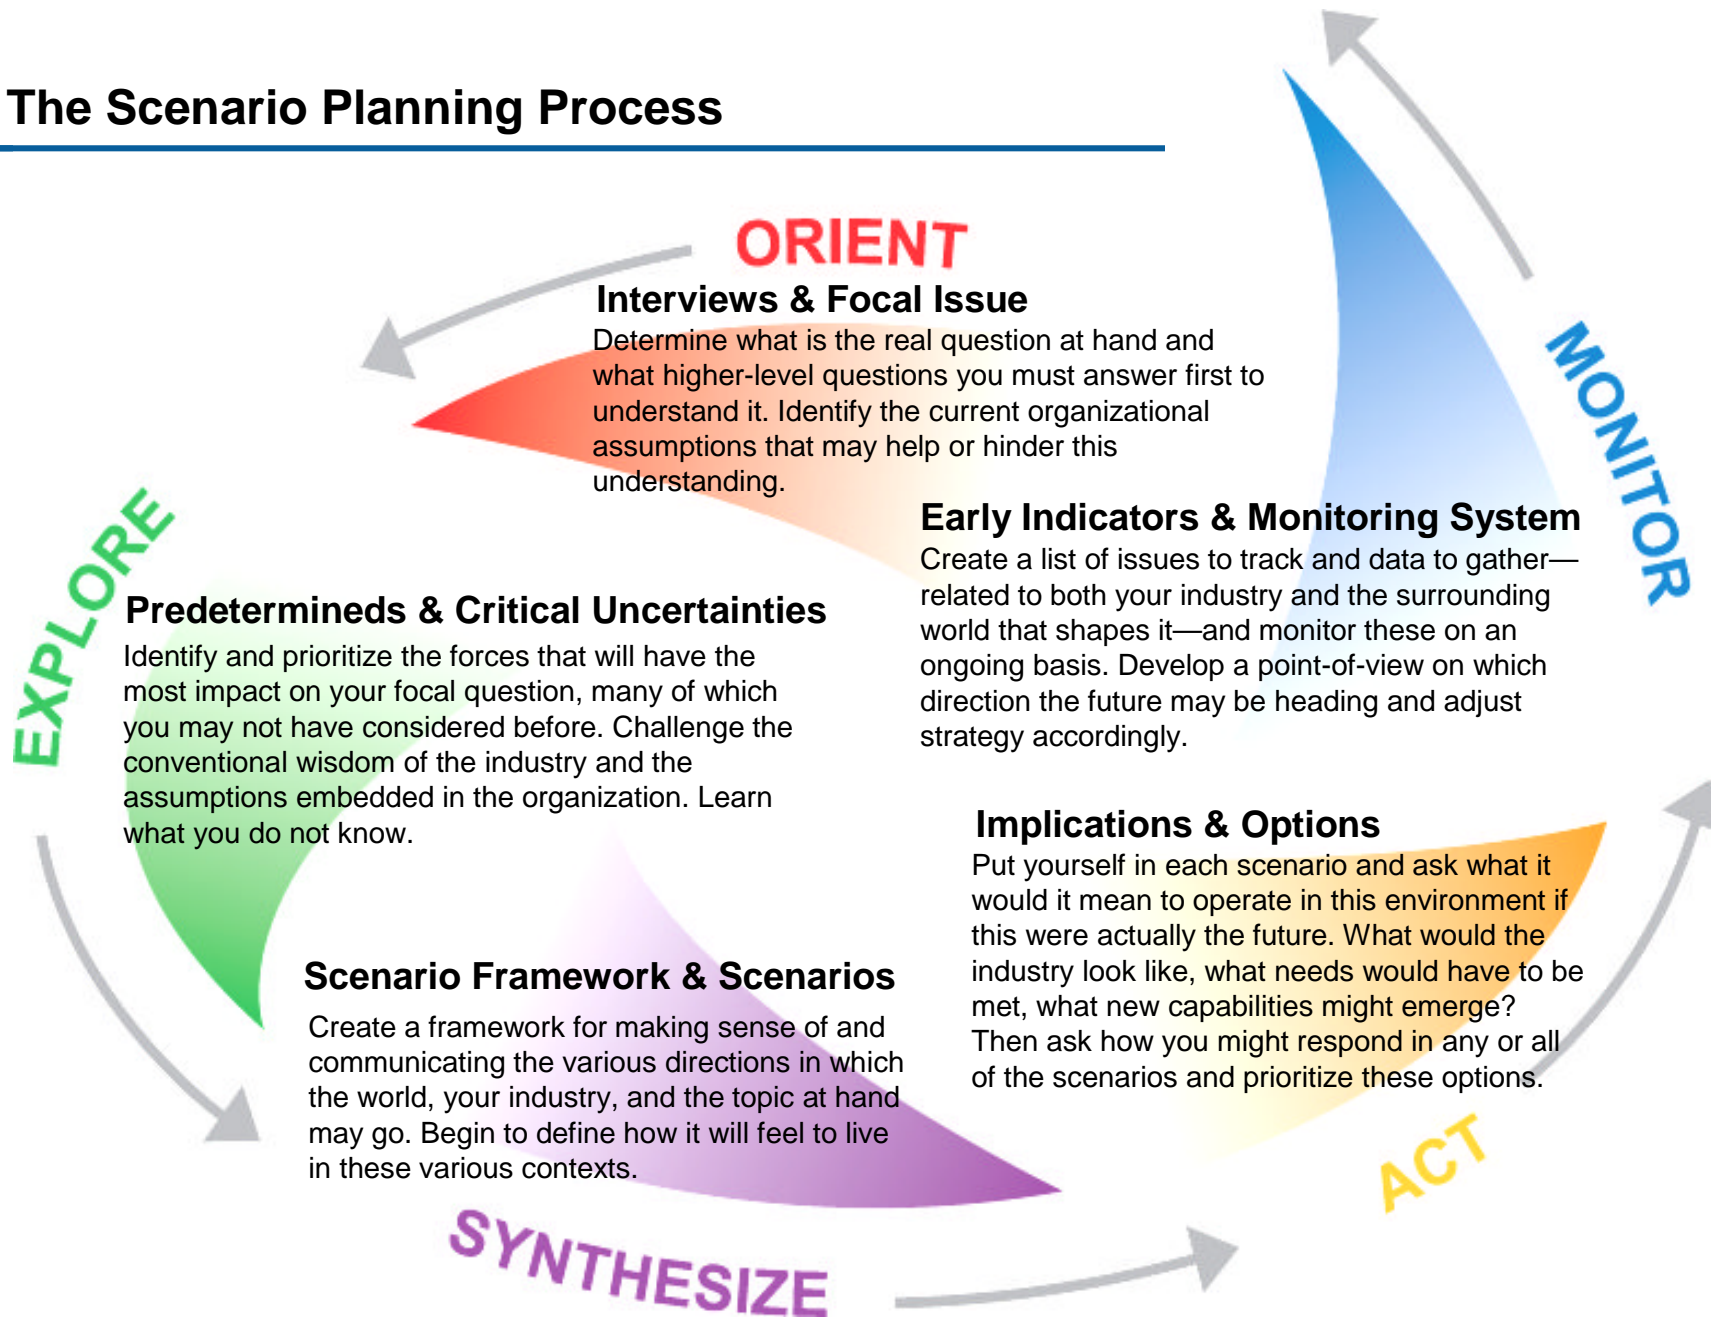 The Scenario Planning Process
ORIENT
Interviews & Focal Issue
Determine what is the real question at hand and
what higher-level questions you must answer first to
understand it. Identify the current organizational
assumptions that may help or hinder this
understanding.
EXPLORE
Predetermineds & Critical Uncertainties
Identify and prioritize the forces that will have the
most impact on your focal question, many of which
you may not have considered before. Challenge the
conventional wisdom of the industry and the
assumptions embedded in the organization. Learn
what you do not know.
Scenario Framework & Scenarios
Create a framework for making sense of and
communicating the various directions in which
the world, your industry, and the topic at hand
may go. Begin to define how it will feel to live
in these various contexts.
SYNTHESIZE
Implications & Options
Put yourself in each scenario and ask what it
would it mean to operate in this environment if
this were actually the future. What would the
industry look like, what needs would have to be
met, what new capabilities might emerge?
Then ask how you might respond in any or all
of the scenarios and prioritize these options.
ACT
MONITOR
Early Indicators & Monitoring System
Create a list of issues to track and data to gather—
related to both your industry and the surrounding
world that shapes it—and monitor these on an
ongoing basis. Develop a point-of-view on which
direction the future may be heading and adjust
strategy accordingly.